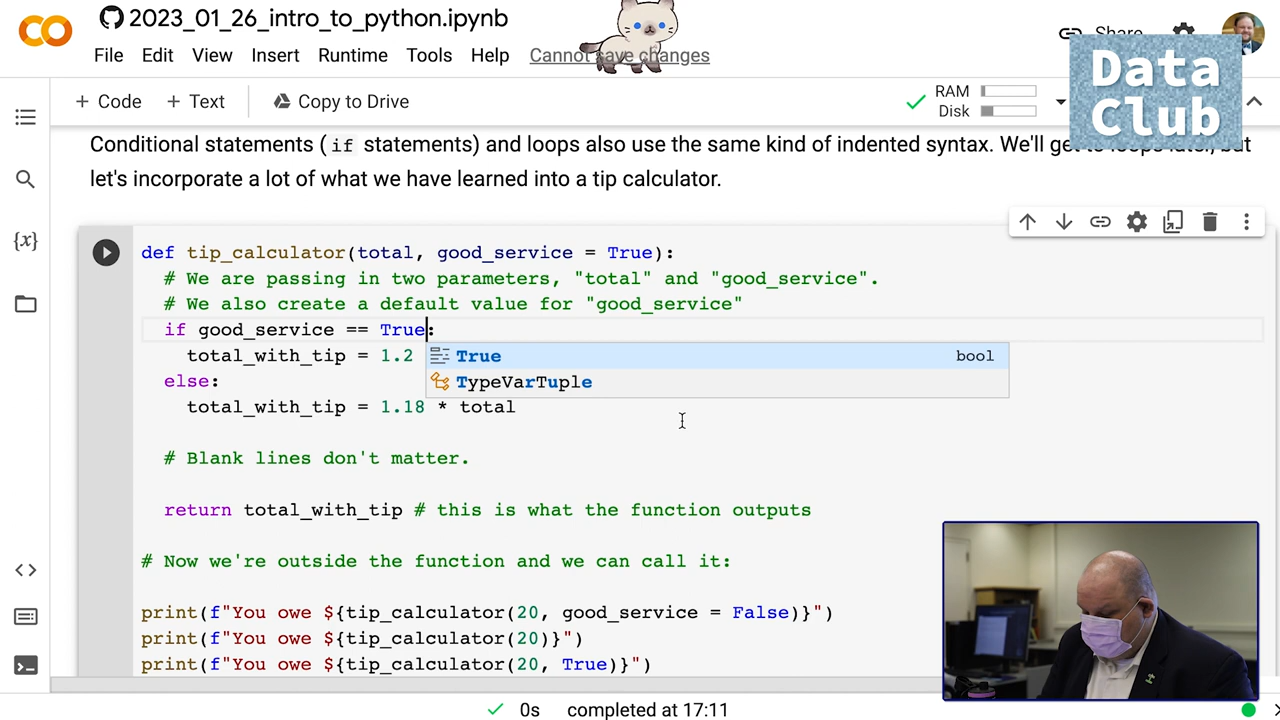 2023_01_26_intro_to_python.ipynb
File Edit View Insert Runtime Tools Help Cannot save changes
Share
+ Code + Text Copy to Drive
RAM
Disk
Data
Club
Conditional statements ( if statements) and loops also use the same kind of indented syntax. We'll get to loops later, but
let's incorporate a lot of what we have learned into a tip calculator.
{x}
def tip_calculator(total, good_service = True):
# We are passing in two parameters, "total" and "good_service".
# We also create a default value for "good_service"
if good_service == True:
total_with_tip = 1.2
True bool
TypeVarTuple
else:
total_with_tip = 1.18 * total
# Blank lines don't matter.
return total_with_tip # this is what the function outputs
# Now we're outside the function and we can call it:
print(f"You owe ${tip_calculator(20, good_service = False)}")
print(f"You owe ${tip_calculator(20)}")
print(f"You owe ${tip_calculator(20, True)}")
0s completed at 17:11